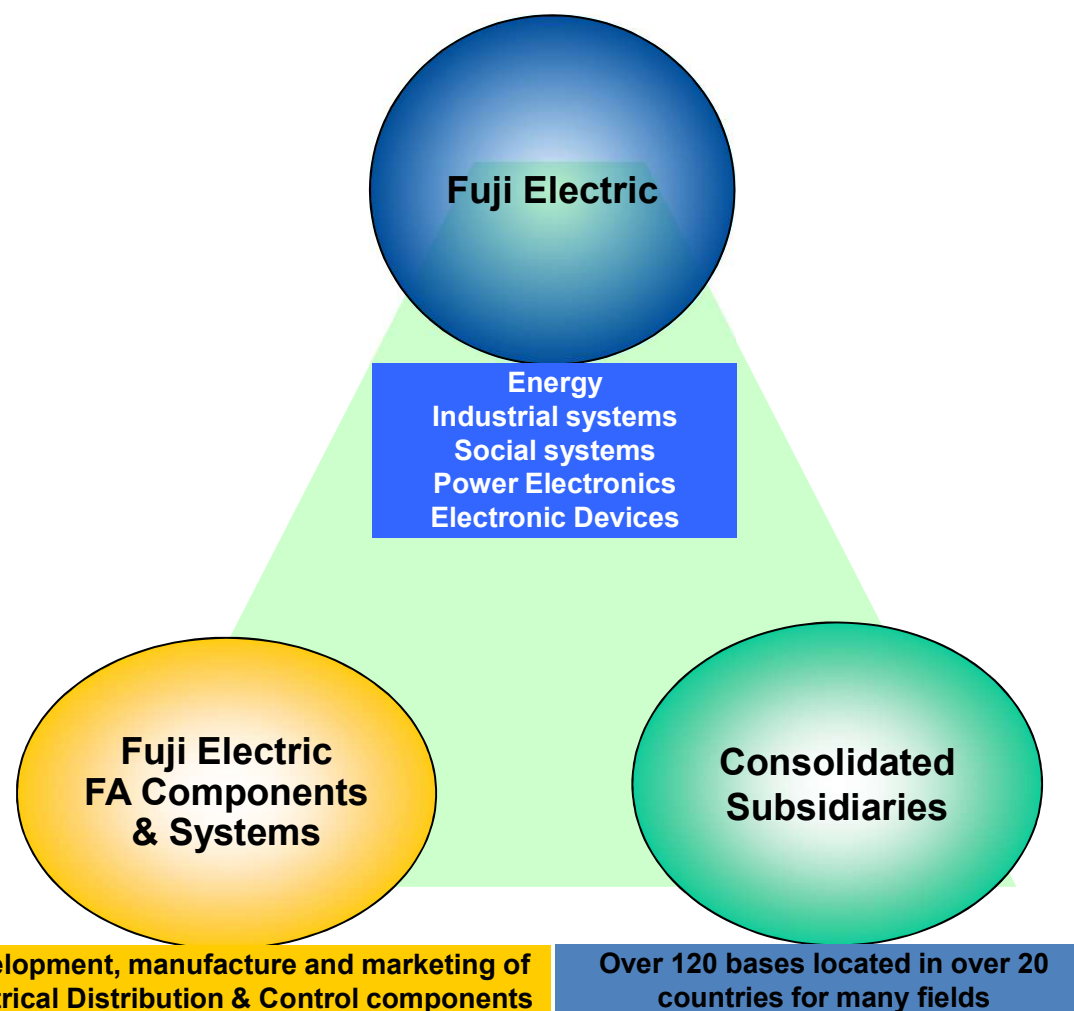 Fuji Electric
Energy
Industrial systems
Social systems
Power Electronics
Electronic Devices
Fuji Electric
FA Components
& Systems
Consolidated
Subsidiaries
elopment, manufacture and marketing of
trical Distribution & Control components
Over 120 bases located in over 20
countries for many fields